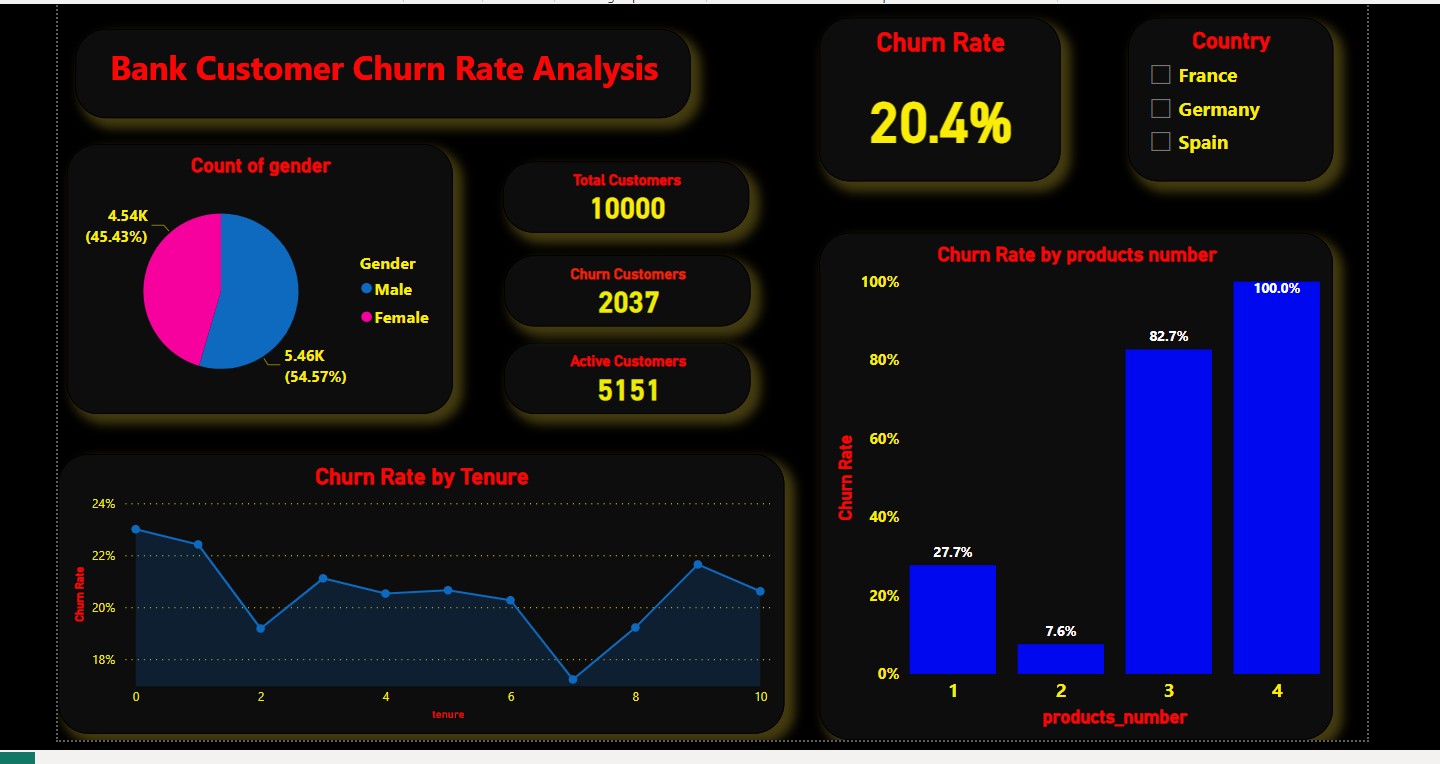 Bank Customer Churn Rate Analysis
Churn Rate
20.4%
Country
France
Germany
Spain
Count of gender
4.54K
(45.43%)
5.46K
(54.57%)
Gender
Male
Female
Total Customers
10000
Churn Customers
2037
Active Customers
5151
Churn Rate by Tenure
Churn Rate
24%
22%
20%
18%
0 2 4 6 8 10
tenure
Churn Rate by products number
Churn Rate
100%
80%
60%
40%
20%
0%
27.7%
7.6%
82.7%
100.0%
1 2 3 4
products_number